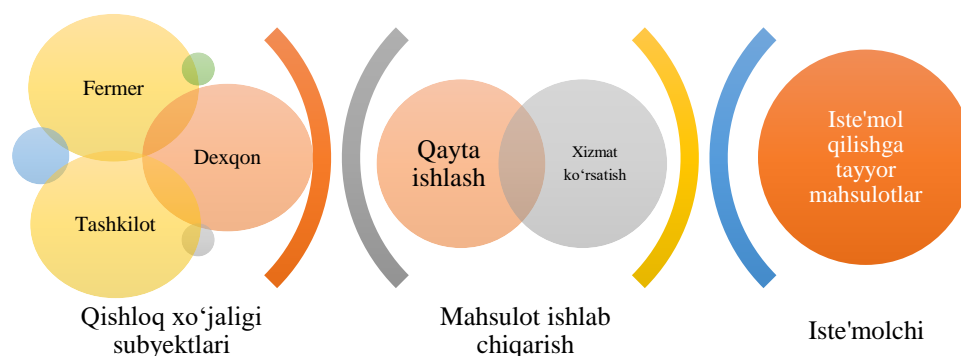 Fermer
Dexqon
Tashkilot
Qishloq xo‘jaligi
subyektlari
Qayta
ishlash
Xizmat
ko‘rsatish
Mahsulot ishlab
chiqarish
Iste'mol
qilishga
tayyor
mahsulotlar
Iste'molchi